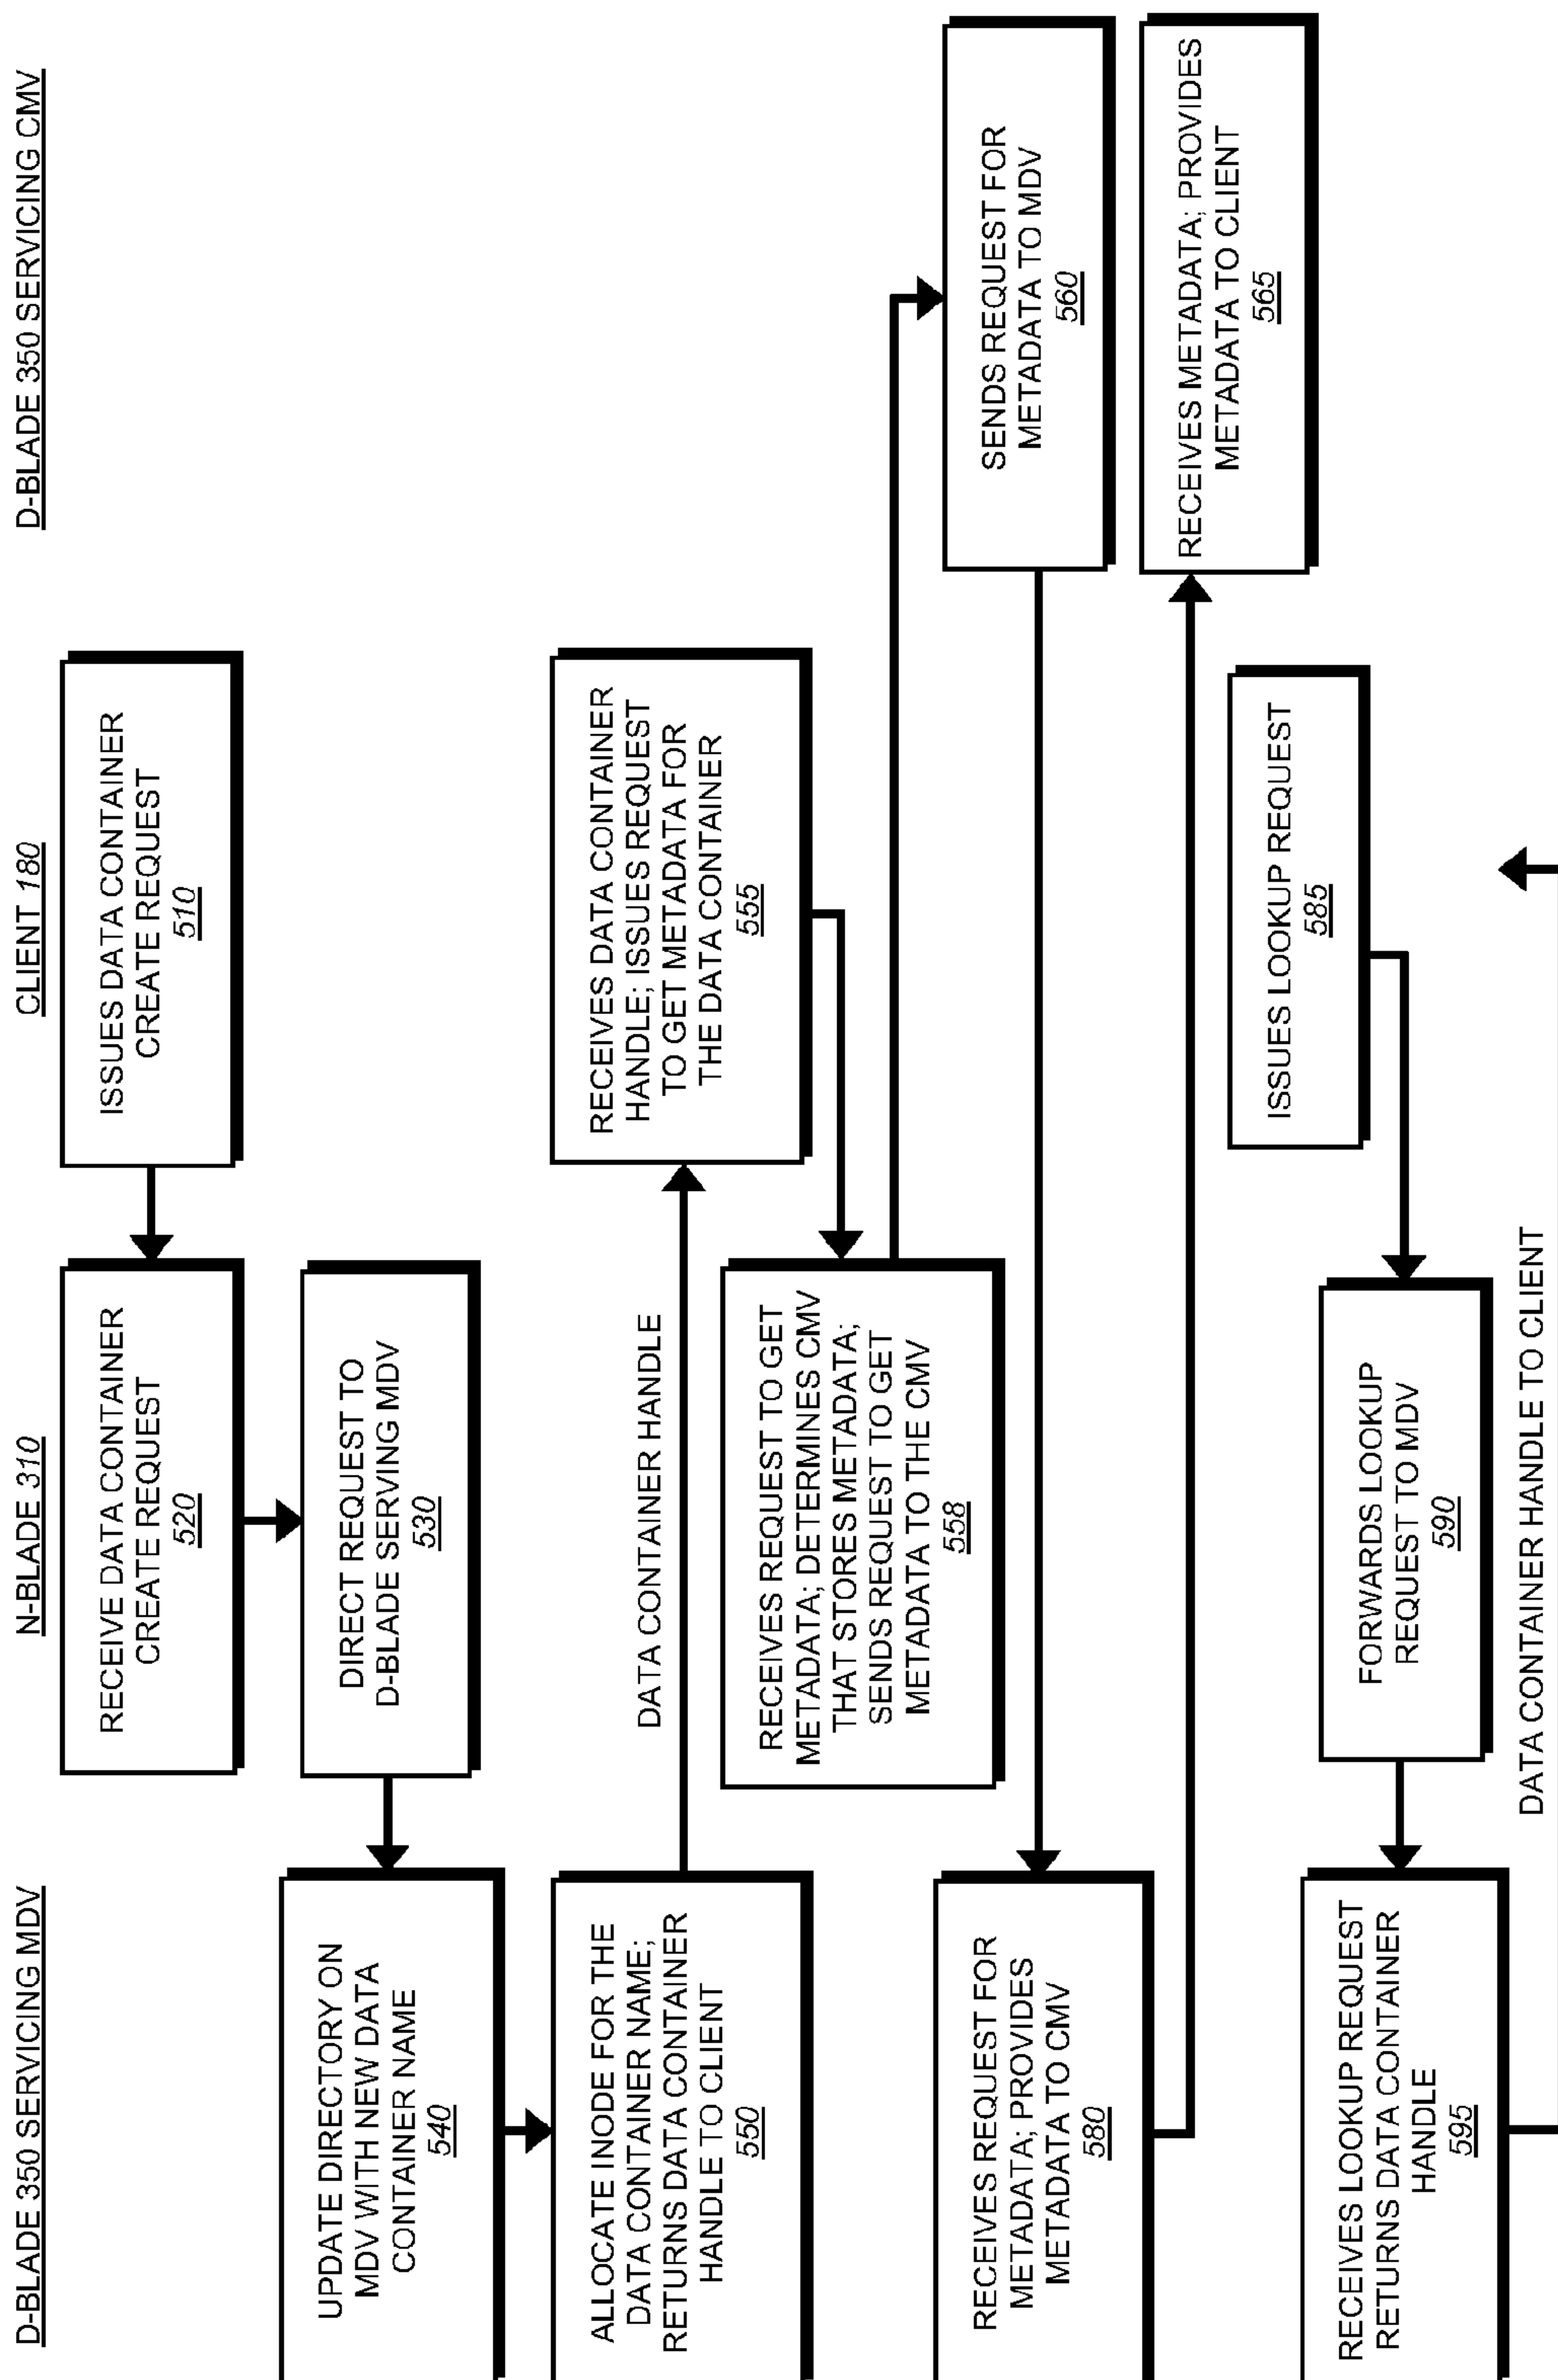 D-BLADE 350 SERVICING MDV
N-BLADE 310
CLIENT 180
D-BLADE 350 SERVICING CMV
ISSUES DATA CONTAINER
CREATE REQUEST
510
RECEIVE DATA CONTAINER
CREATE REQUEST
520
DIRECT REQUEST TO
D-BLADE SERVING MDV
530
UPDATE DIRECTORY ON
MDV WITH NEW DATA
CONTAINER NAME
540
ALLOCATE INODE FOR THE
DATA CONTAINER NAME;
RETURNS DATA CONTAINER
HANDLE TO CLIENT
550
DATA CONTAINER HANDLE
RECEIVES DATA CONTAINER
HANDLE; ISSUES REQUEST
TO GET METADATA FOR
THE DATA CONTAINER
555
RECEIVES REQUEST TO GET
METADATA; DETERMINES CMV
THAT STORES METADATA;
SENDS REQUEST TO GET
METADATA TO THE CMV
558
SENDS REQUEST FOR
METADATA TO MDV
560
RECEIVES REQUEST FOR
METADATA; PROVIDES
METADATA TO CMV
580
RECEIVES METADATA; PROVIDES
METADATA TO CLIENT
565
ISSUES LOOKUP REQUEST
585
FORWARDS LOOKUP
REQUEST TO MDV
590
RECEIVES LOOKUP REQUEST
RETURNS DATA CONTAINER
HANDLE
595
DATA CONTAINER HANDLE TO CLIENT